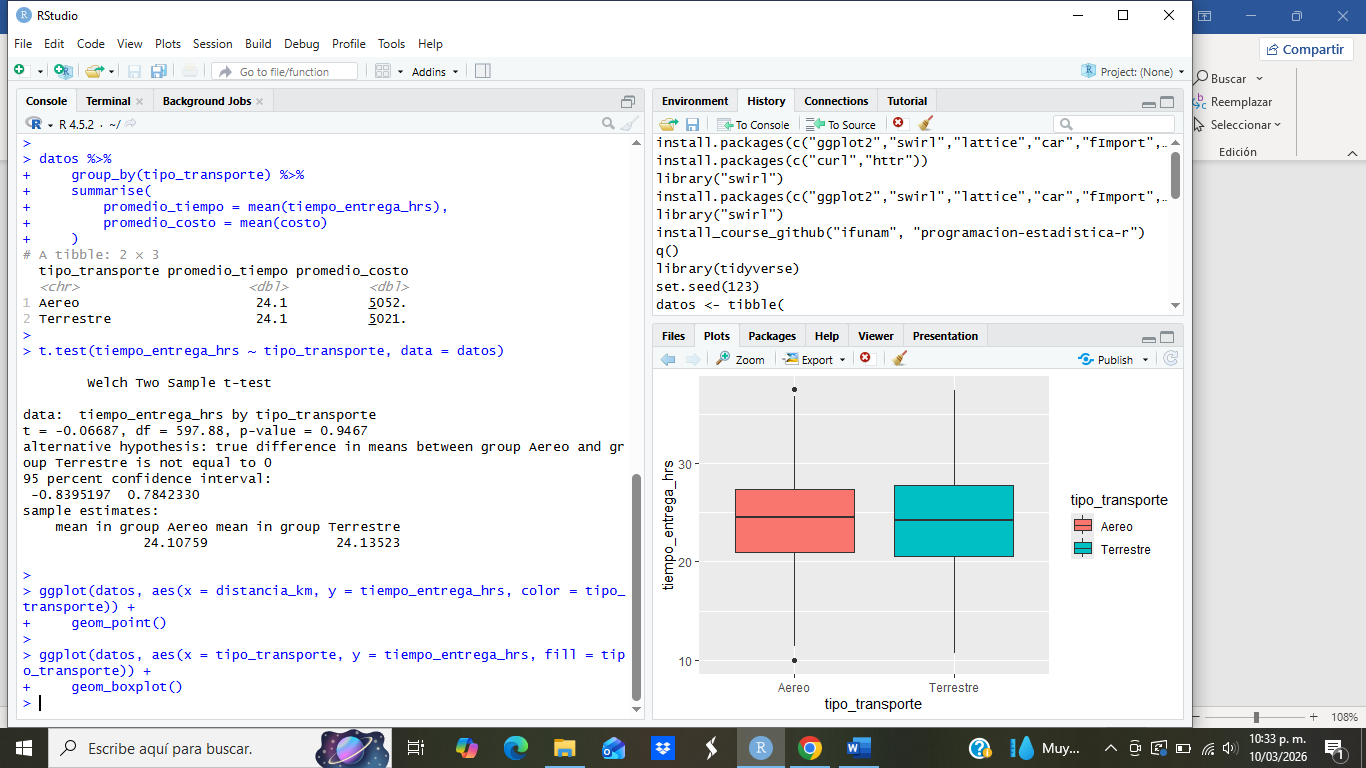 RStudio
File Edit Code View Plots Session Build Debug Profile Tools Help
Go to file/function
Addins
Project: (None)
Console Terminal Background Jobs
R 4.5.2 · ~/
>
> datos %>%
+ group_by(tipo_transporte) %>%
+ summarise(
+ promedio_tiempo = mean(tiempo_entrega_hrs),
+ promedio_costo = mean(costo)
+ )
# A tibble: 2 × 3
tipo_transporte promedio_tiempo promedio_costo
<chr> <dbl> <dbl>
1 Aereo 24.1 5052.
2 Terrestre 24.1 5021.
>
> t.test(tiempo_entrega_hrs ~ tipo_transporte, data = datos)
Welch Two Sample t-test
data: tiempo_entrega_hrs by tipo_transporte
t = -0.06687, df = 597.88, p-value = 0.9467
alternative hypothesis: true difference in means between group Aereo and gr
oup Terrestre is not equal to 0
95 percent confidence interval:
-0.8395197 0.7842330
sample estimates:
mean in group Aereo mean in group Terrestre
24.10759 24.13523
>
> ggplot(datos, aes(x = distancia_km, y = tiempo_entrega_hrs, color = tipo_
transporte)) +
+ geom_point()
>
> ggplot(datos, aes(x = tipo_transporte, y = tiempo_entrega_hrs, fill = tip
o_transporte)) +
+ geom_boxplot()
>
Environment History Connections Tutorial
To Console To Source
install.packages(c("ggplot2","swirl","lattice","car","fImport",…
install.packages(c("curl","httr"))
library("swirl")
install.packages(c("ggplot2","swirl","lattice","car","fImport",…
library("swirl")
install_course_github("ifunam", "programacion-estadistica-r")
q()
library(tidyverse)
set.seed(123)
datos <- tibble(
Files Plots Packages Help Viewer Presentation
Zoom Export Publish
tiempo_entrega_hrs
30
20
10
Aereo Terrestre
tipo_transporte
tipo_transporte
Aereo
Terrestre
Compartir
Buscar
Reemplazar
Seleccionar
Edición
108%
Escribe aquí para buscar.
Muy...
10:33 p. m.
10/03/2026
1